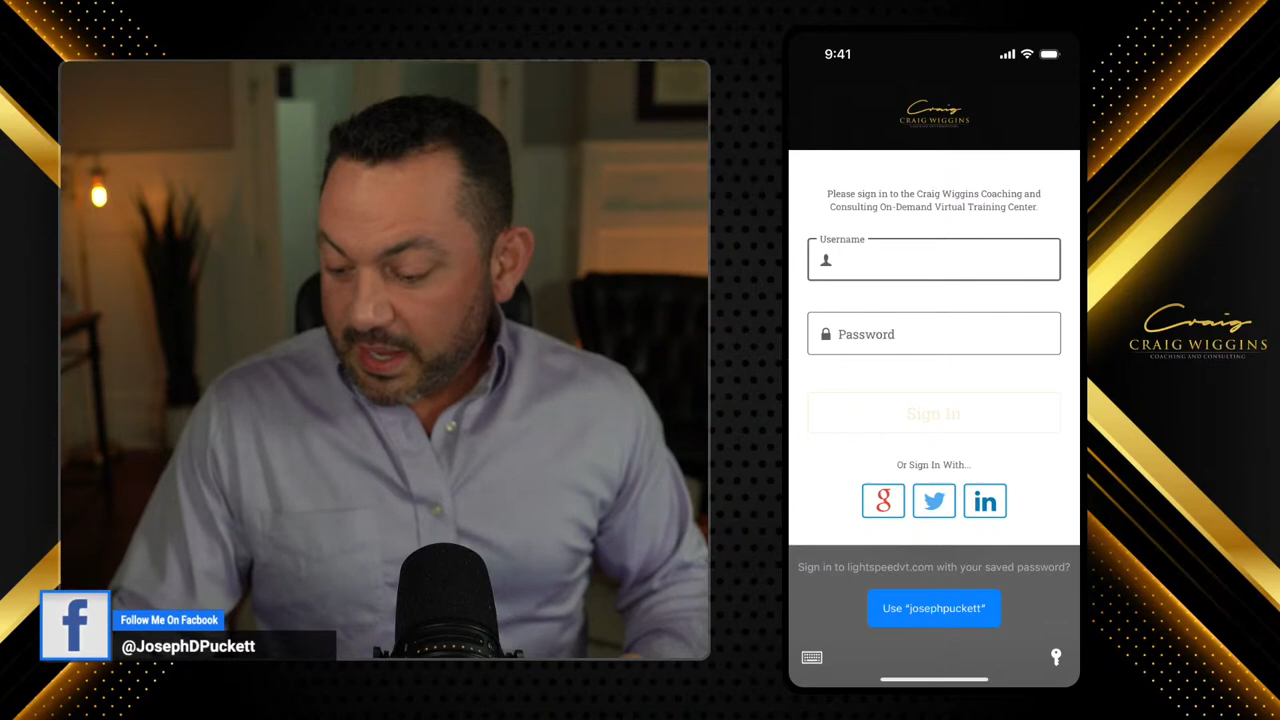 9:41
Craig
CRAIG WIGGINS
Please sign in to the Craig Wiggins Coaching and
Consulting On-Demand Virtual Training Center.
Username
Password
Sign In
Or Sign In With...
g
in
Sign in to lightspeedvt.com with your saved password?
Use “josephpuckett”
Craig
CRAIG WIGGINS
COACHING AND CONSULTING
f
Follow Me On Facbook
@JosephDPuckett